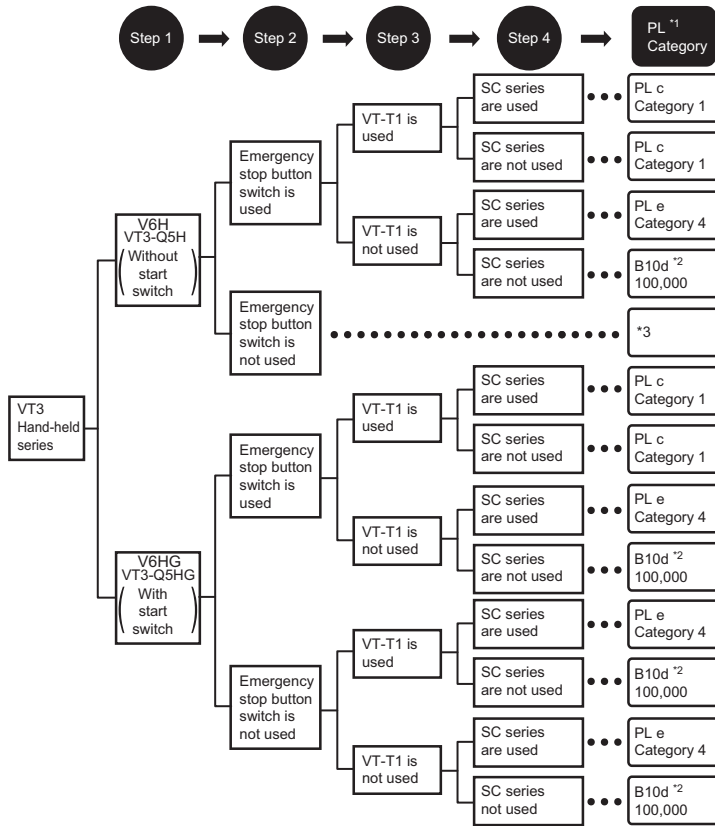 Step 1
Step 2
Step 3
Step 4
PL *1
Category
VT3
Hand-held
series
V6H
VT3-Q5H
(Without
start
switch)
Emergency
stop button
switch is
used
VT-T1 is
used
SC series
are used
PL c
Category 1
SC series
are not used
PL c
Category 1
VT-T1 is
not used
SC series
are used
PL e
Category 4
SC series
are not used
B10d *2
100,000
Emergency
stop button
switch is
not used
*3
V6HG
VT3-Q5HG
(With
start
switch)
Emergency
stop button
switch is
used
VT-T1 is
used
SC series
are used
PL c
Category 1
SC series
are not used
PL c
Category 1
VT-T1 is
not used
SC series
are used
PL e
Category 4
SC series
are not used
B10d *2
100,000
Emergency
stop button
switch is
not used
VT-T1 is
used
SC series
are used
PL e
Category 4
SC series
are not used
B10d *2
100,000
VT-T1 is
not used
SC series
are used
PL e
Category 4
SC series
not used
B10d *2
100,000